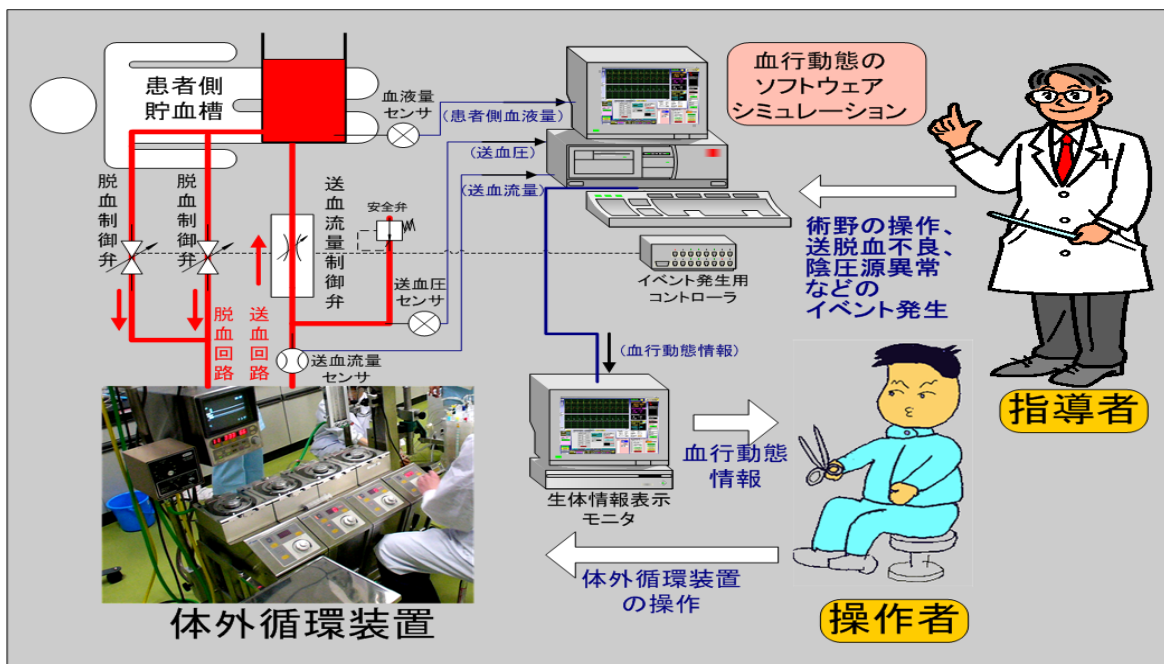 患者側
貯血槽
血液量
センサ
(患者側血液量)
(送血圧)
(送血流量)
血行動態の
ソフトウェア
シミュレーション
脱血制御弁
脱血制御弁
送血流量制御弁
安全弁
送血圧
センサ
脱血回路
送血回路
送血流量
センサ
イベント発生用
コントローラ
術野の操作、
送脱血不良、
陰圧源異常
などの
イベント発生
指導者
(血行動態情報)
生体情報表示
モニタ
血行動態
情報
体外循環装置
の操作
操作者
体外循環装置